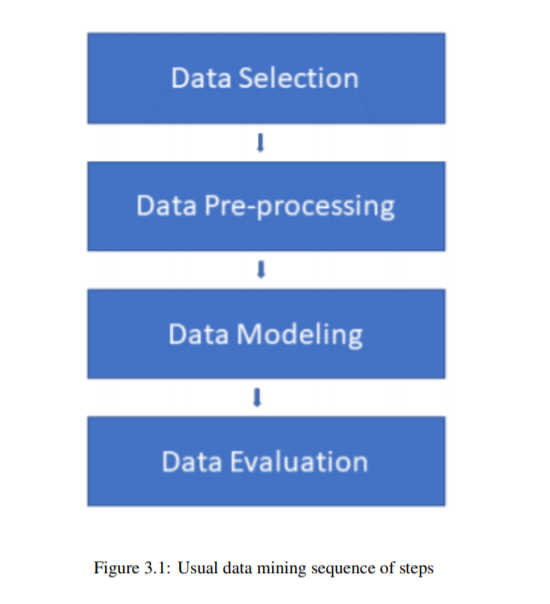 Data Selection
Data Pre-processing
Data Modeling
Data Evaluation
Figure 3.1: Usual data mining sequence of steps